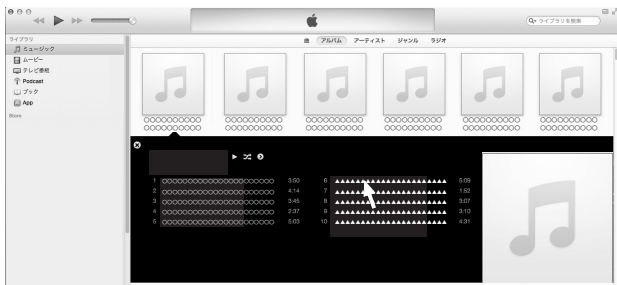 ライブラリを検索
ライブラリ
ミュージック
ムービー
テレビ番組
Podcast
ブック
App
Store
曲 アルバム アーティスト ジャンル ラジオ
○○○○○○○○○○ ○○○○○○○○○○ ○○○○○○○○○○ ○○○○○○○○○○ ○○○○○○○○○○ ○○○○○○○○○○
○○○○○○○○○○ ○○○○○○○○○○ ○○○○○○○○○○ ○○○○○○○○○○ ○○○○○○○○○○ ○○○○○○○○○○
1 ○○○○○○○○○○○○○○○○○○○○ 3:50
2 ○○○○○○○○○○○○○○○○○○○○ 4:14
3 ○○○○○○○○○○○○○○○○○○○○ 3:45
4 ○○○○○○○○○○○○○○○○○○○○ 2:37
5 ○○○○○○○○○○○○○○○○○○○○ 5:03
6 ▲▲▲▲▲▲▲▲▲▲▲▲▲▲▲▲▲▲▲▲ 5:09
7 ▲▲▲▲▲▲▲▲▲▲▲▲▲▲▲▲▲▲▲▲ 1:52
8 ▲▲▲▲▲▲▲▲▲▲▲▲▲▲▲▲▲▲▲▲ 3:07
9 ▲▲▲▲▲▲▲▲▲▲▲▲▲▲▲▲▲▲▲▲ 3:10
10 ▲▲▲▲▲▲▲▲▲▲▲▲▲▲▲▲▲▲▲▲ 4:31